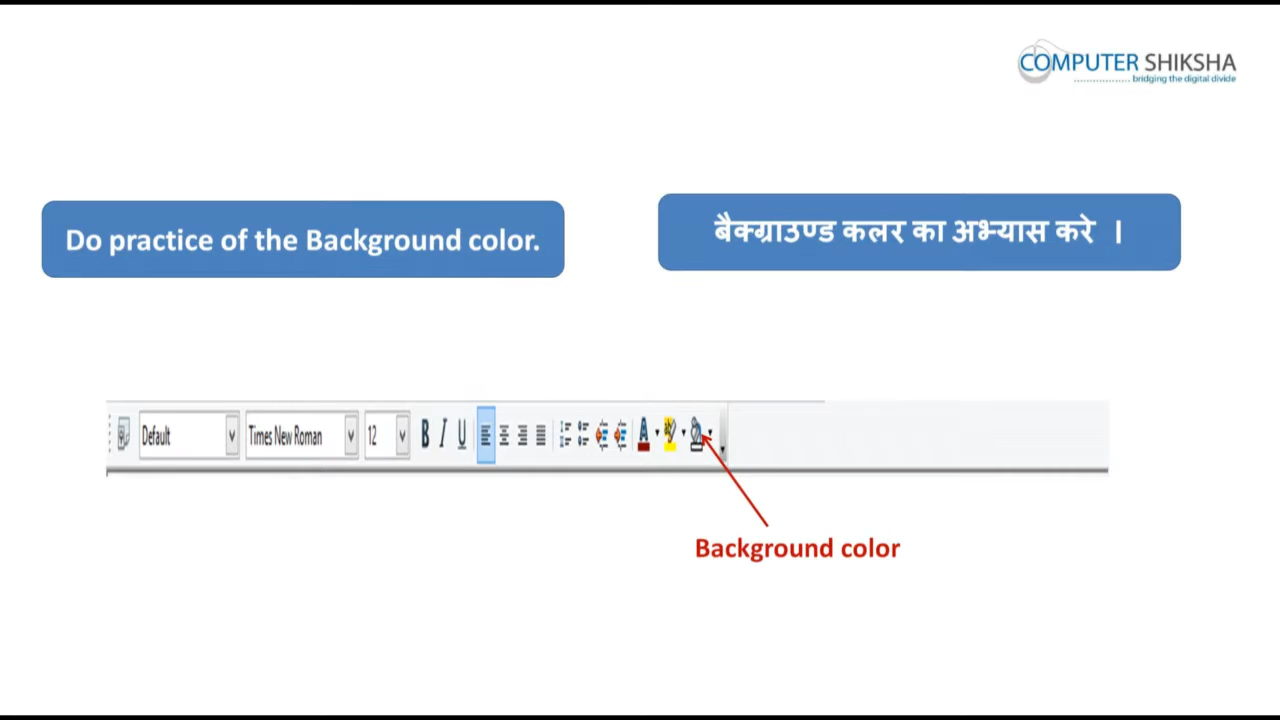 COMPUTER SHIKSHA
bridging the digital divide
Do practice of the Background color.
बैकग्राउण्ड कलर का अभ्यास करे ।
Default Times New Roman 12 B I U A
Background color